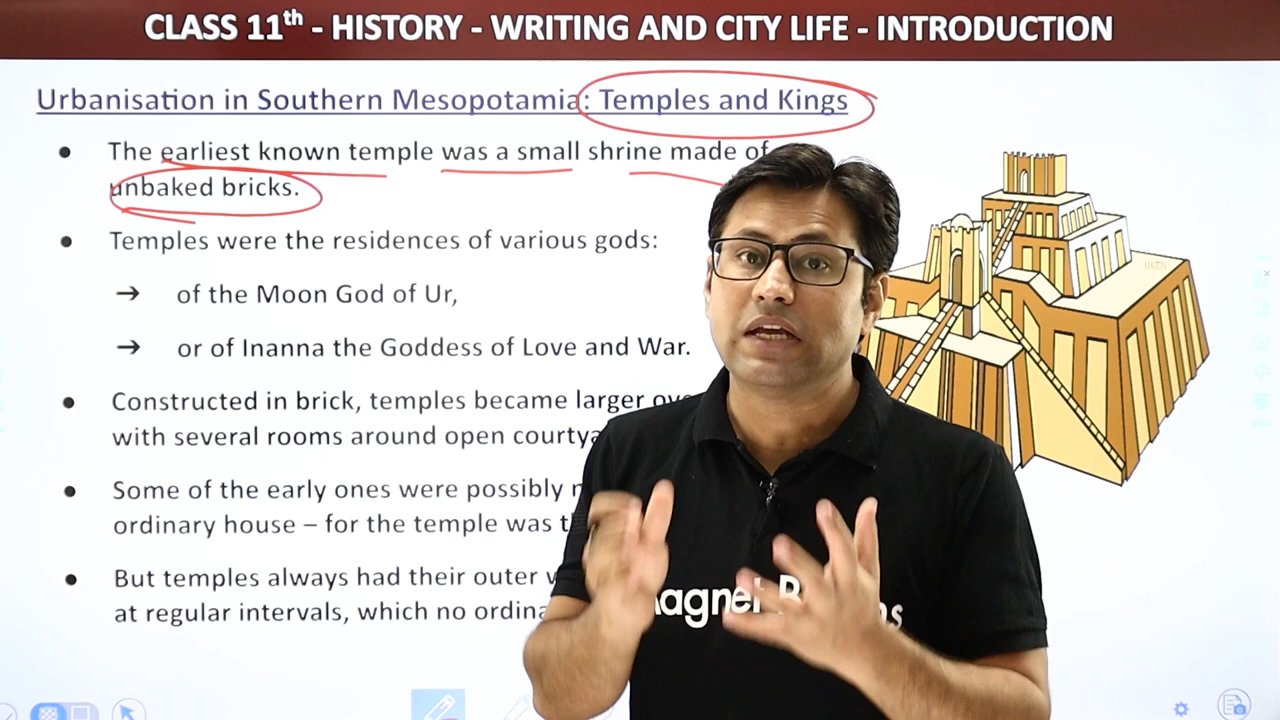 CLASS 11th - HISTORY - WRITING AND CITY LIFE - INTRODUCTION
Urbanisation in Southern Mesopotamia: Temples and Kings
● The earliest known temple was a small shrine made of
unbaked bricks.
● Temples were the residences of various gods:
→ of the Moon God of Ur,
→ or of Inanna the Goddess of Love and War.
● Constructed in brick, temples became larger
with several rooms around open
● Some of the early ones were possibly
ordinary house – for the temple was
● But temples always had their outer
at regular intervals, which no